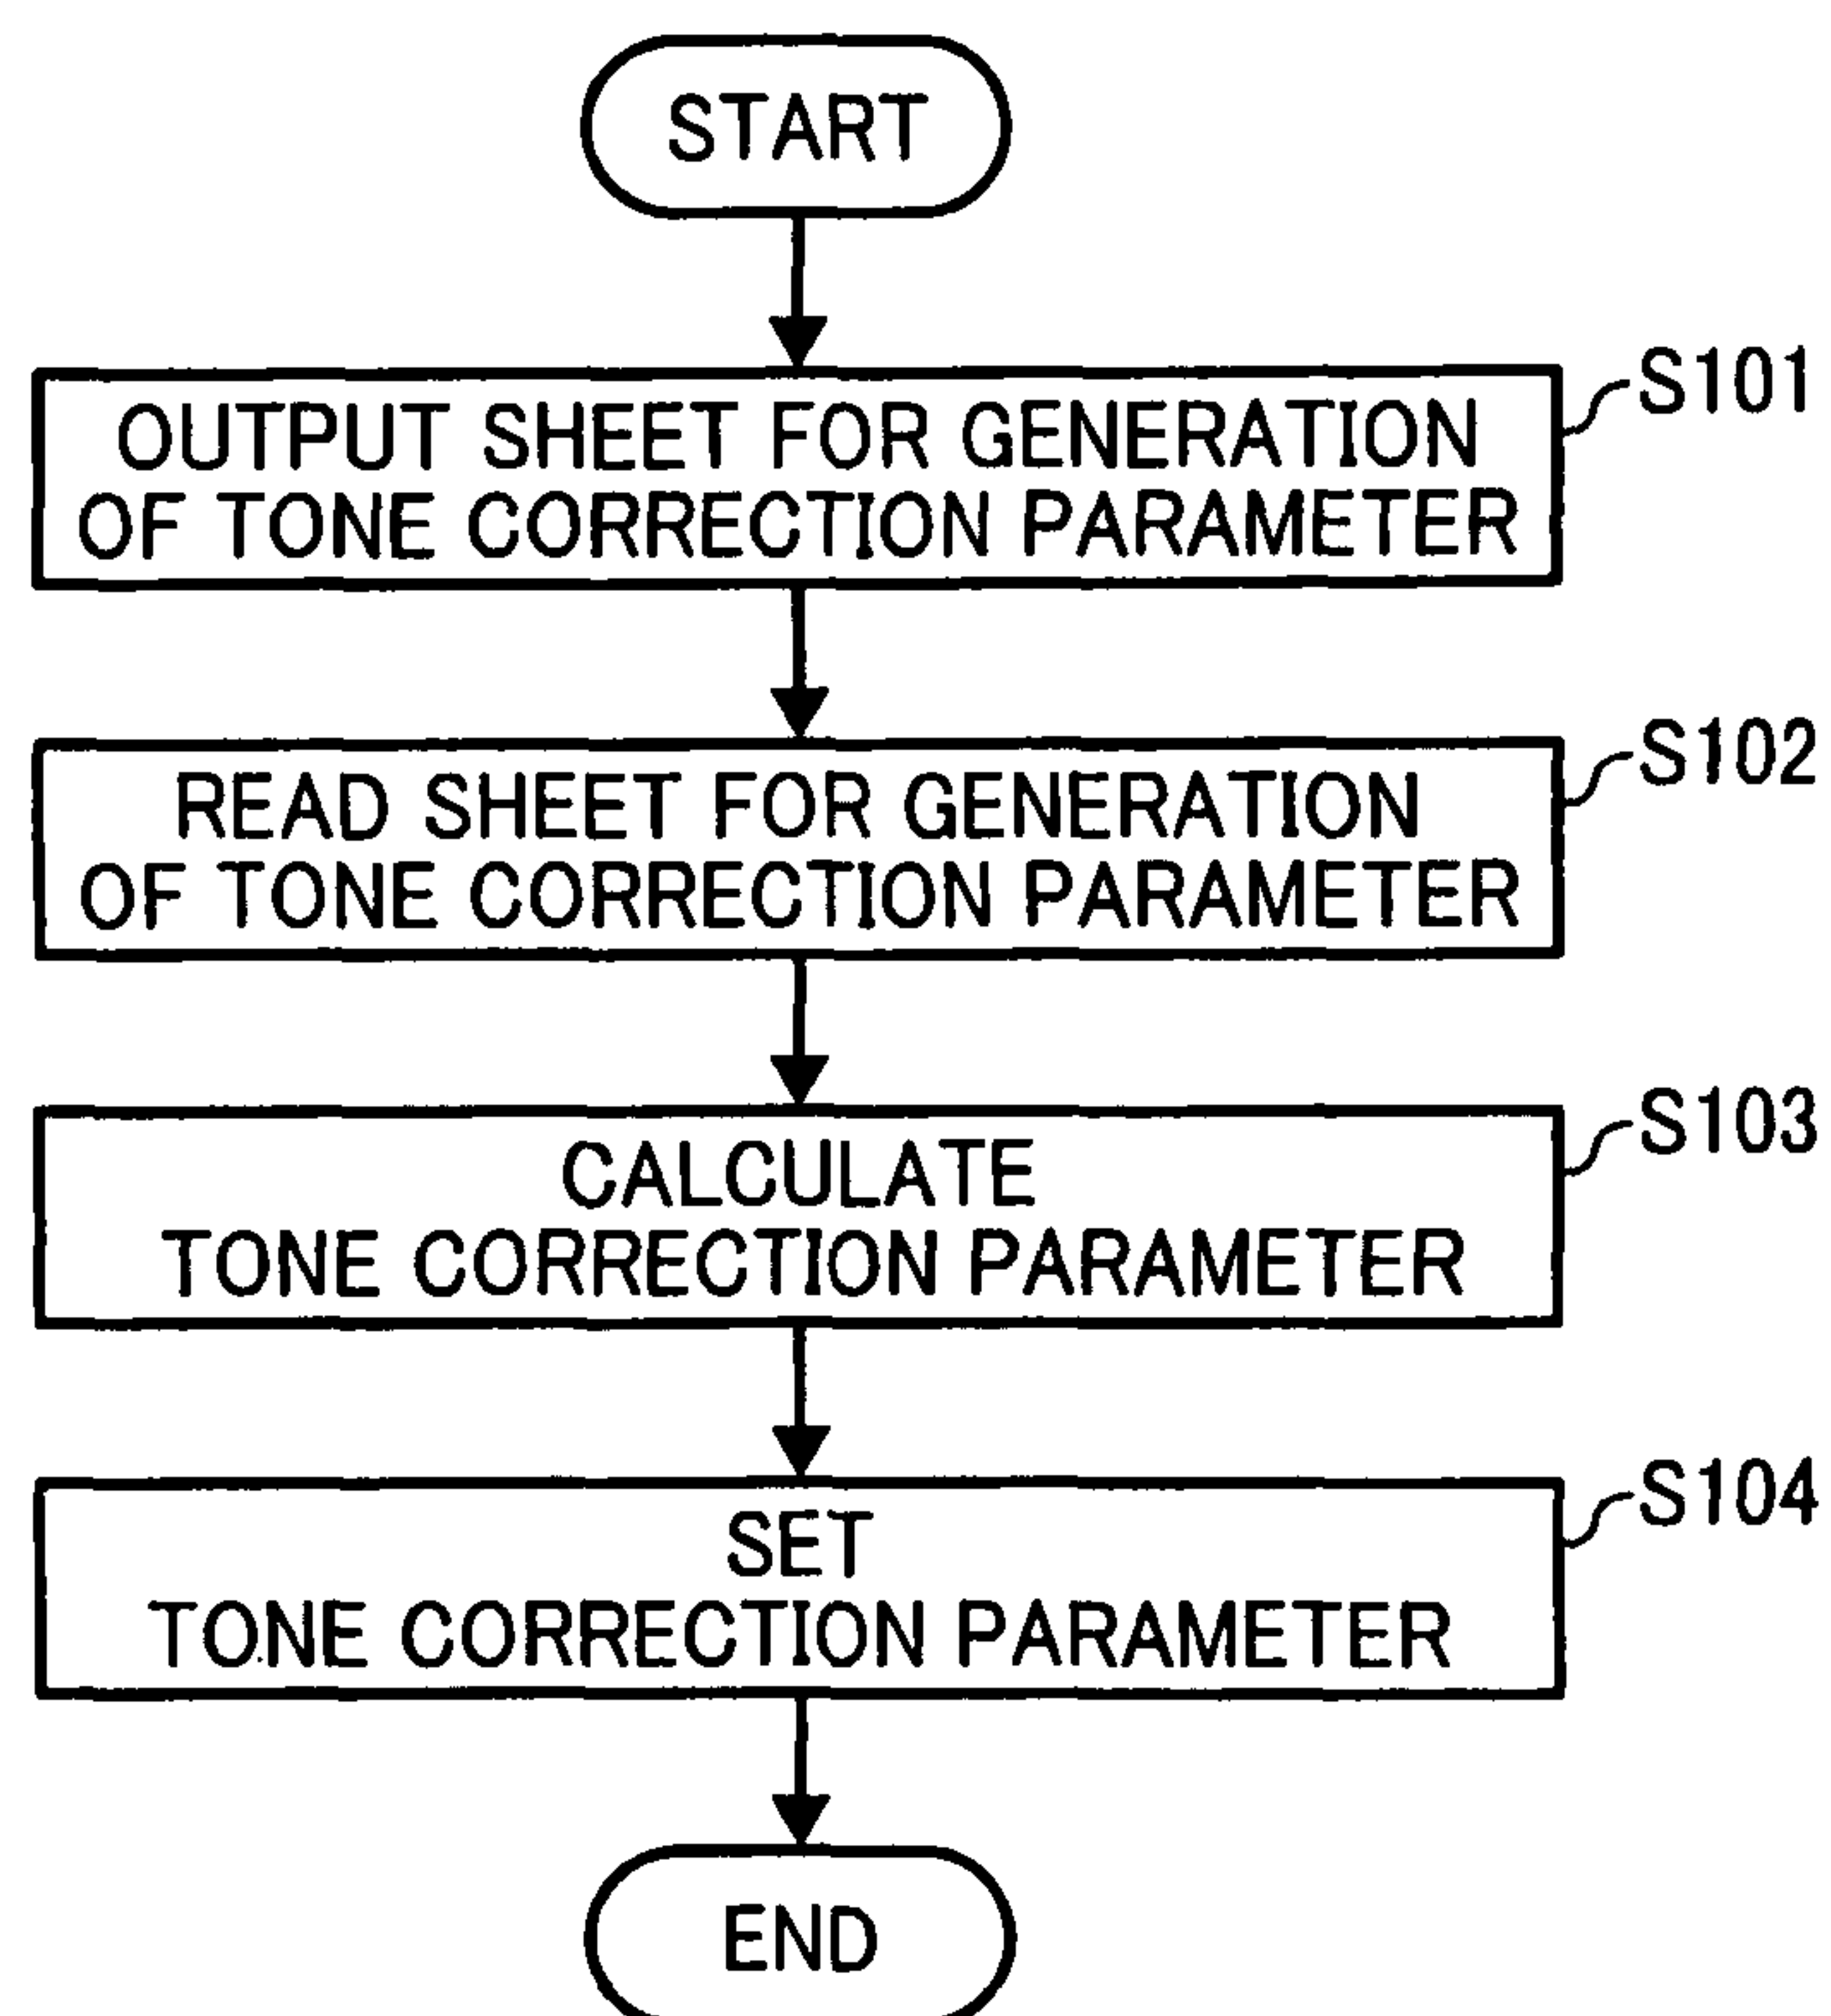 START
S101
OUTPUT SHEET FOR GENERATION
OF TONE CORRECTION PARAMETER
S102
READ SHEET FOR GENERATION
OF TONE CORRECTION PARAMETER
S103
CALCULATE
TONE CORRECTION PARAMETER
S104
SET
TONE CORRECTION PARAMETER
END